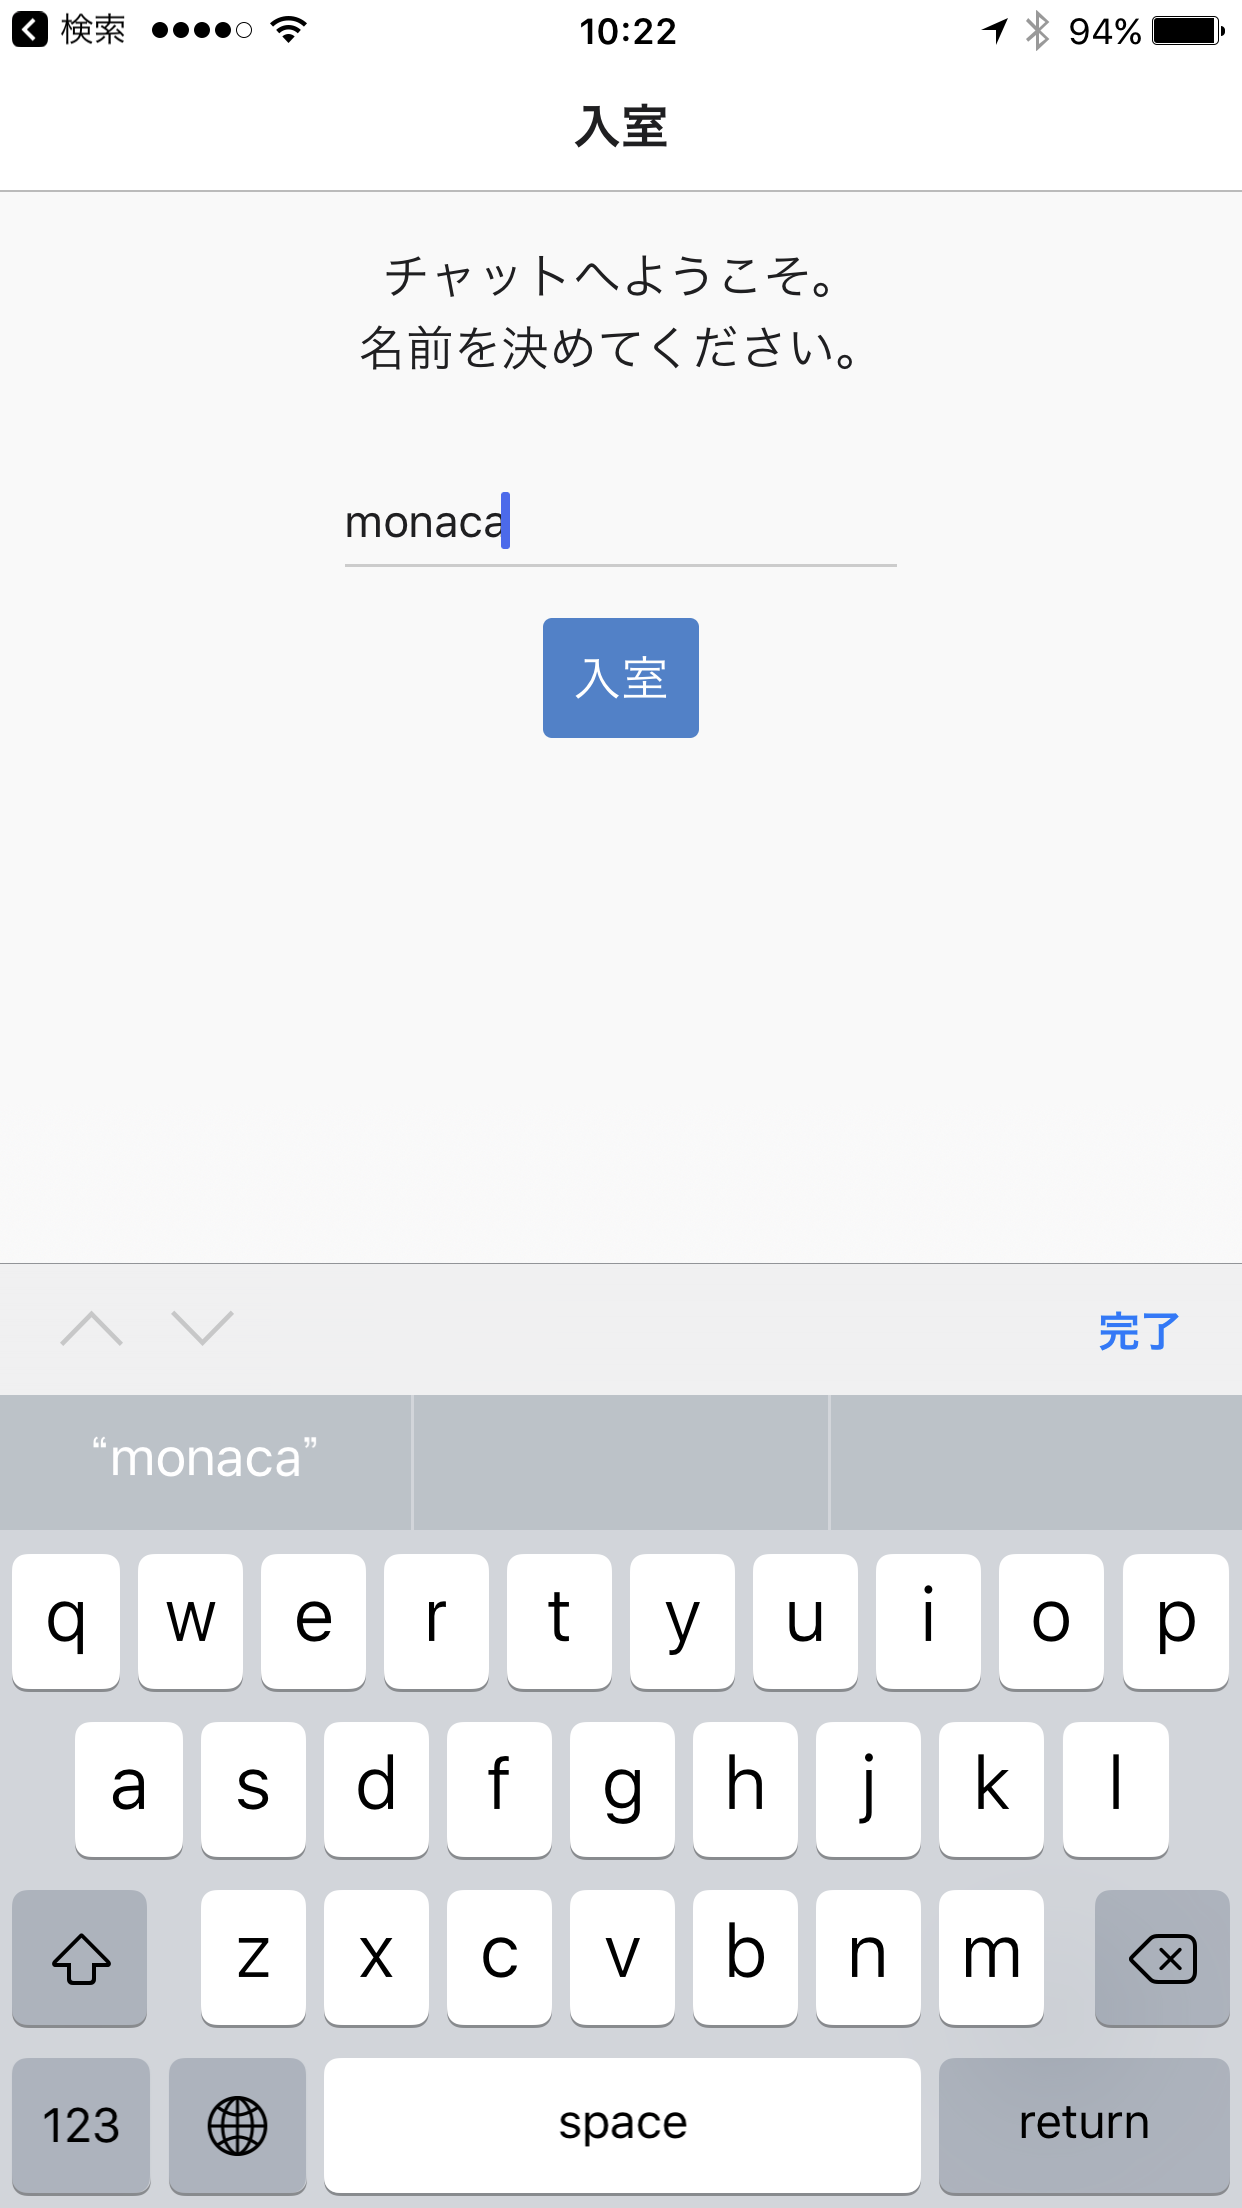 検索
10:22
94%
入室
チャットへようこそ。
名前を決めてください。
monaca
入室
完了
“monaca”
q w e r t y u i o p
a s d f g h j k l
z x c v b n m
123 space return